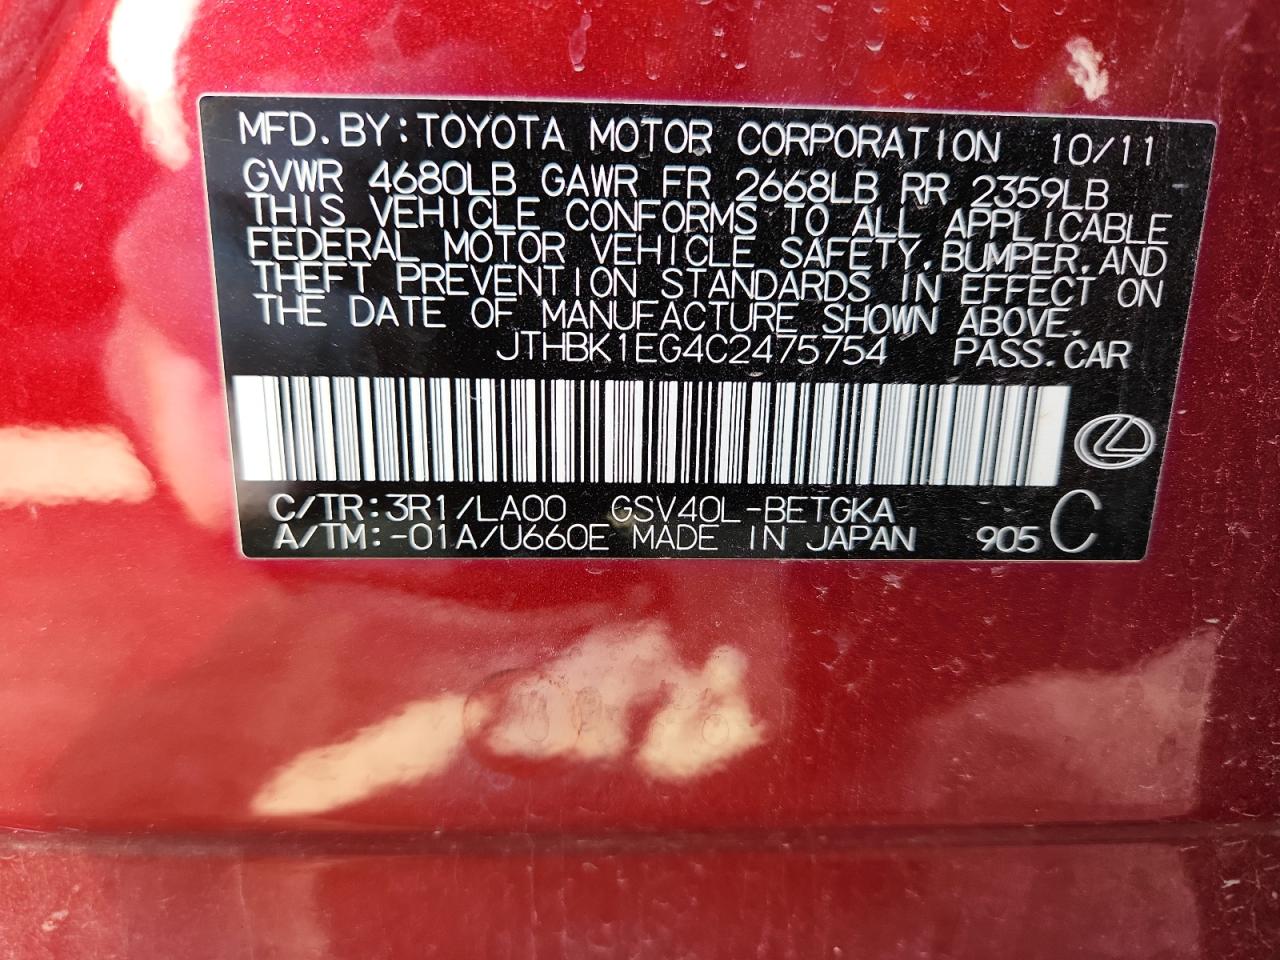 MFD.BY:TOYOTA MOTOR CORPORATION 10/11
GVWR 4680LB GAWR FR 2668LB RR 2359LB
THIS VEHICLE CONFORMS TO ALL APPLICABLE
FEDERAL MOTOR VEHICLE SAFETY,BUMPER,AND
THEFT PREVENTION STANDARDS IN EFFECT ON
THE DATE OF MANUFACTURE SHOWN ABOVE.
JTHBK1EG4C2475754 PASS.CAR
C/TR:3R1/LA00 GSV40L-BETGKA
A/TM:-01A/U660E MADE IN JAPAN 905 C